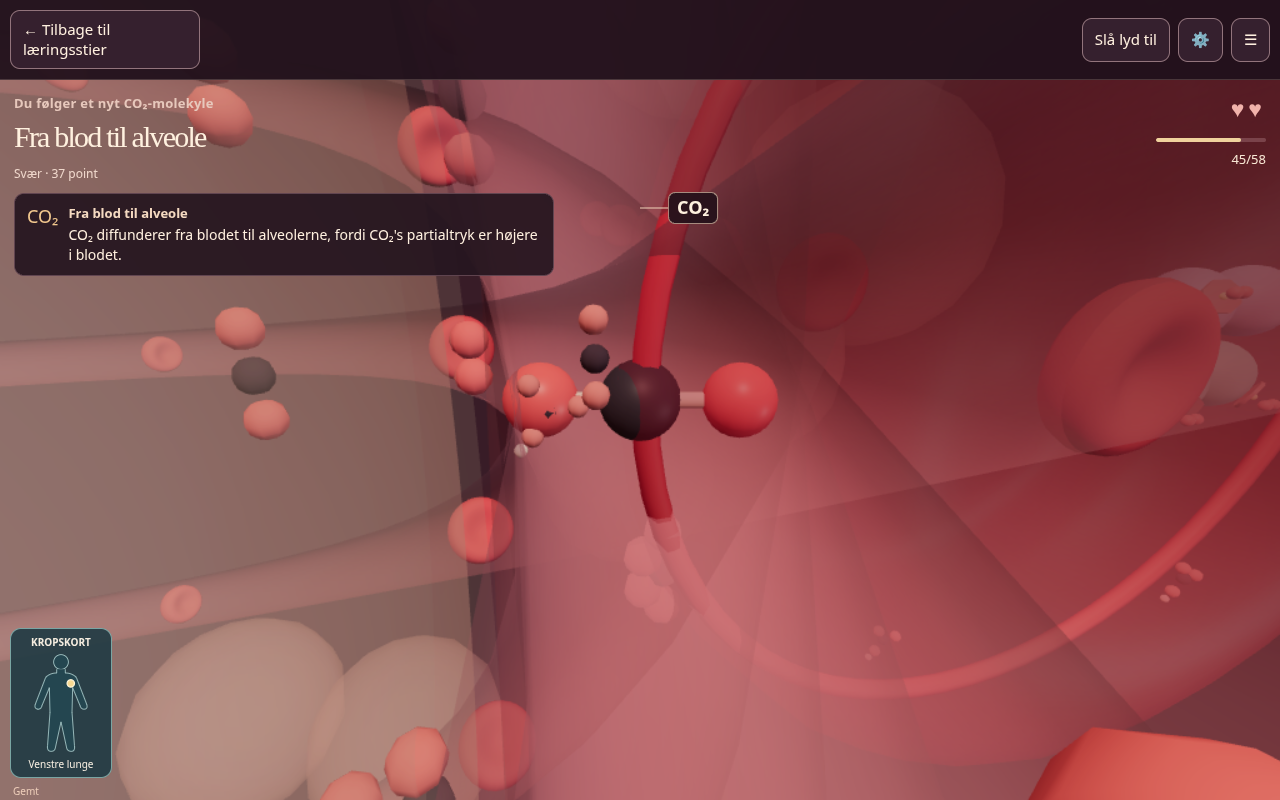 ← Tilbage til
læringsstier
Slå lyd til
Du følger et nyt CO₂-molekyle
Fra blod til alveole
Svær · 37 point
45/58
CO₂
Fra blod til alveole
CO₂ diffunderer fra blodet til alveolerne, fordi CO₂'s partialtryk er højere
i blodet.
CO₂
KROPSKORT
Venstre lunge
Gemt